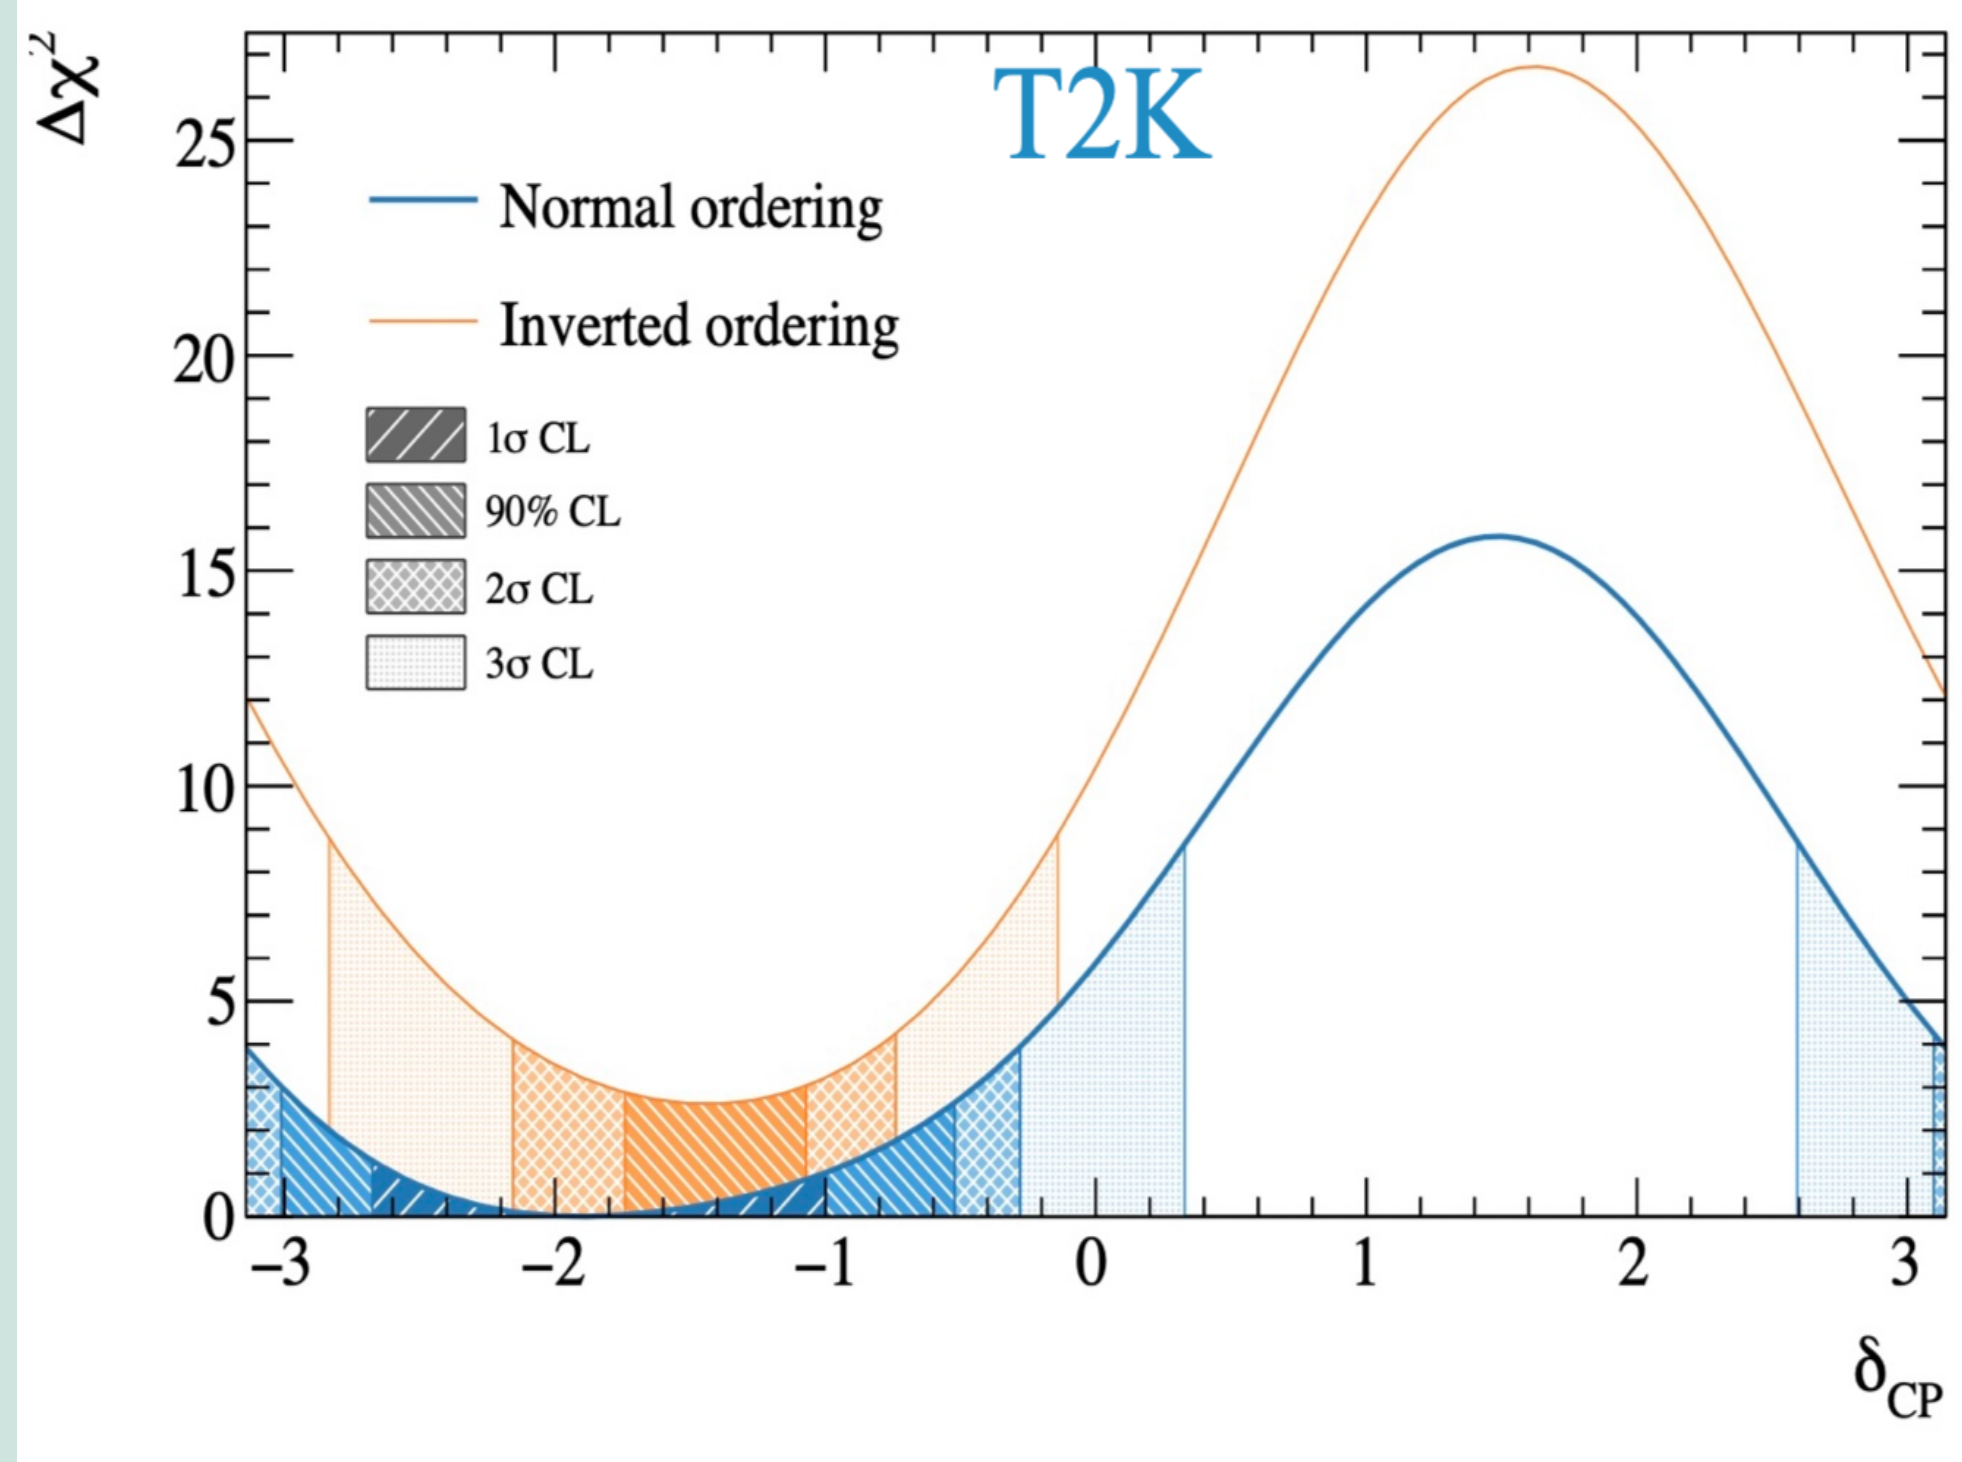 Δχ²
T2K
25
20
15
10
5
0
Normal ordering
Inverted ordering
1σ CL
90% CL
2σ CL
3σ CL
−3 −2 −1 0 1 2 3
δCP